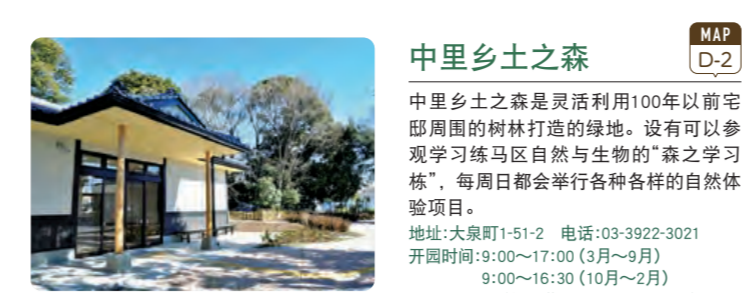 中里乡土之森
MAP
D-2
中里乡土之森是灵活利用100年以前宅
邸周围的树林打造的绿地。设有可以参
观学习练马区自然与生物的“森之学习
栋”，每周日都会举行各种各样的自然体
验项目。
地址:大泉町1-51-2　电话:03-3922-3021
开园时间:9:00～17:00（3月～9月）
9:00～16:30（10月～2月）